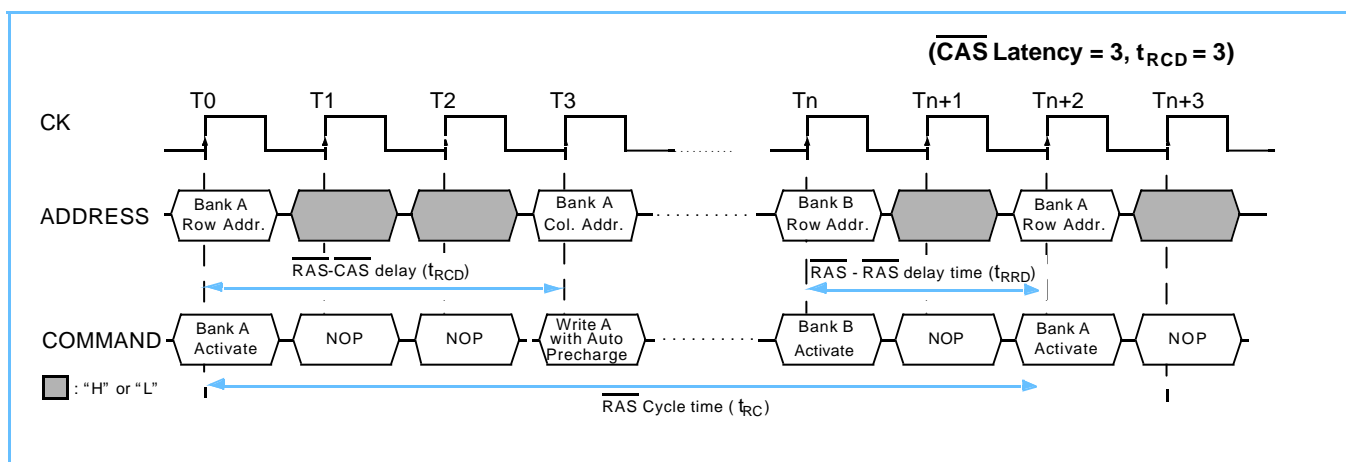 (CAS Latency = 3, tRCD = 3)
T0 T1 T2 T3 Tn Tn+1 Tn+2 Tn+3
CK
ADDRESS
Bank A
Row Addr.
Bank A
Col. Addr.
Bank B
Row Addr.
Bank A
Row Addr.
RAS-CAS delay (tRCD)
RAS - RAS delay time (tRRD)
COMMAND
Bank A
Activate
NOP
NOP
Write A
with Auto
Precharge
Bank B
Activate
NOP
Bank A
Activate
NOP
: "H" or "L"
RAS Cycle time ( tRC)